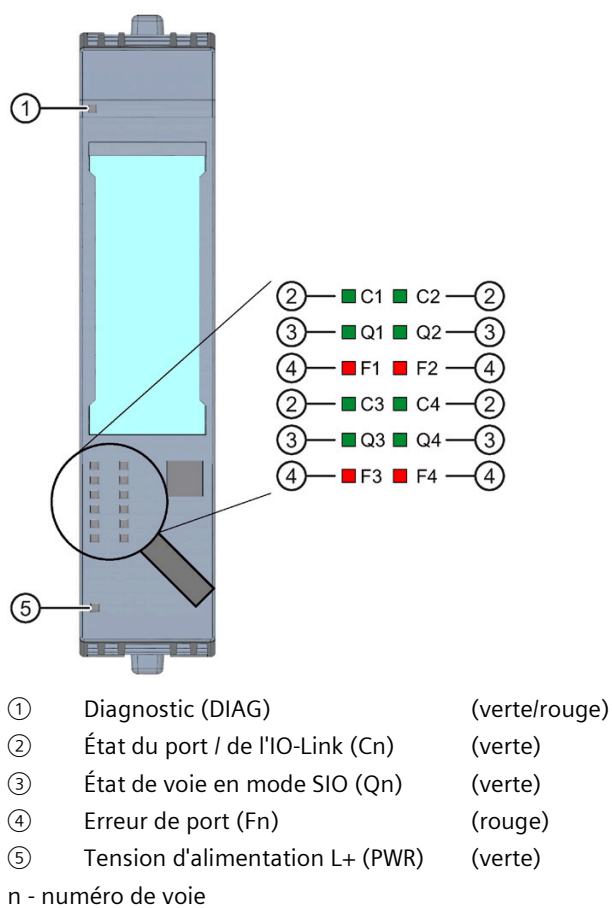 ①
② C1 C2 ②
③ Q1 Q2 ③
④ F1 F2 ④
② C3 C4 ②
③ Q3 Q4 ③
④ F3 F4 ④
⑤
① Diagnostic (DIAG) (verte/rouge)
② État du port / de l'IO-Link (Cn) (verte)
③ État de voie en mode SIO (Qn) (verte)
④ Erreur de port (Fn) (rouge)
⑤ Tension d'alimentation L+ (PWR) (verte)
n - numéro de voie